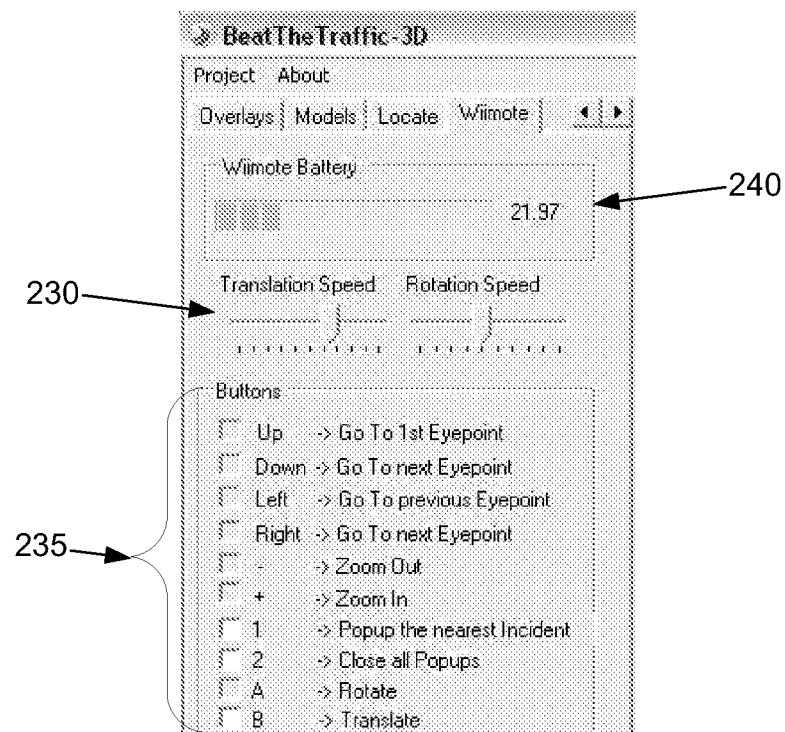 BeatTheTraffic-3D
Project About
Overlays Models Locate Wiimote
Wiimote Battery
240
21.97
230
Translation Speed Rotation Speed
Buttons
Up -> Go To 1st Eyepoint
Down -> Go To next Eyepoint
Left -> Go To previous Eyepoint
Right -> Go To next Eyepoint
235
- -> Zoom Out
+ -> Zoom In
1 -> Popup the nearest Incident
2 -> Close all Popups
A -> Rotate
B -> Translate